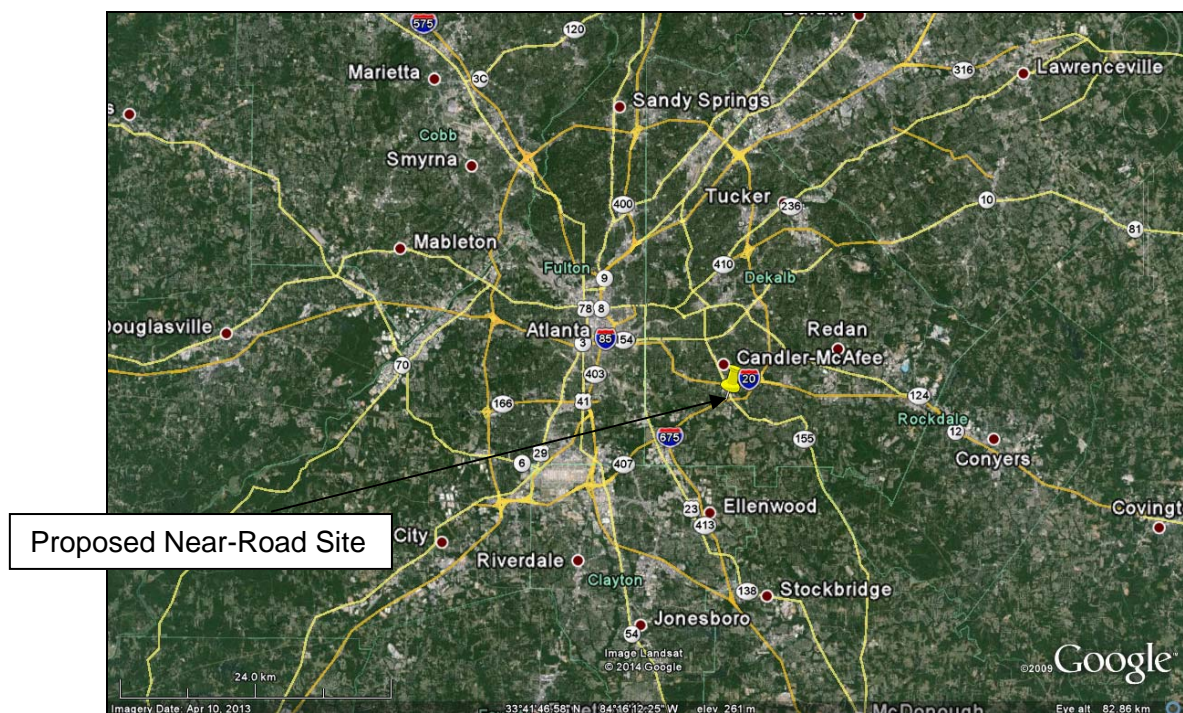 575
120
Marietta
3C
316
Lawrenceville
Sandy Springs
Cobb
Smyrna
400
Tucker
236
10
81
Mableton
410
Fulton
9
Dekalb
78
8
Douglasville
Atlanta
85
154
3
Redan
Candler-McAfee
20
70
403
124
166
41
Rockdale
12
155
675
Conyers
29
6
407
Ellenwood
23
413
Covingt
Proposed Near-Road Site
City
Riverdale
Clayton
138
Stockbridge
Jonesboro
54
Image Landsat
© 2014 Google
©2009 Google
24.0 km
Imagery Date: Apr 10, 2013
33°41'46.58" N 84°16'12.25" W elev 261 m
McDonough
Eye alt 82.86 km